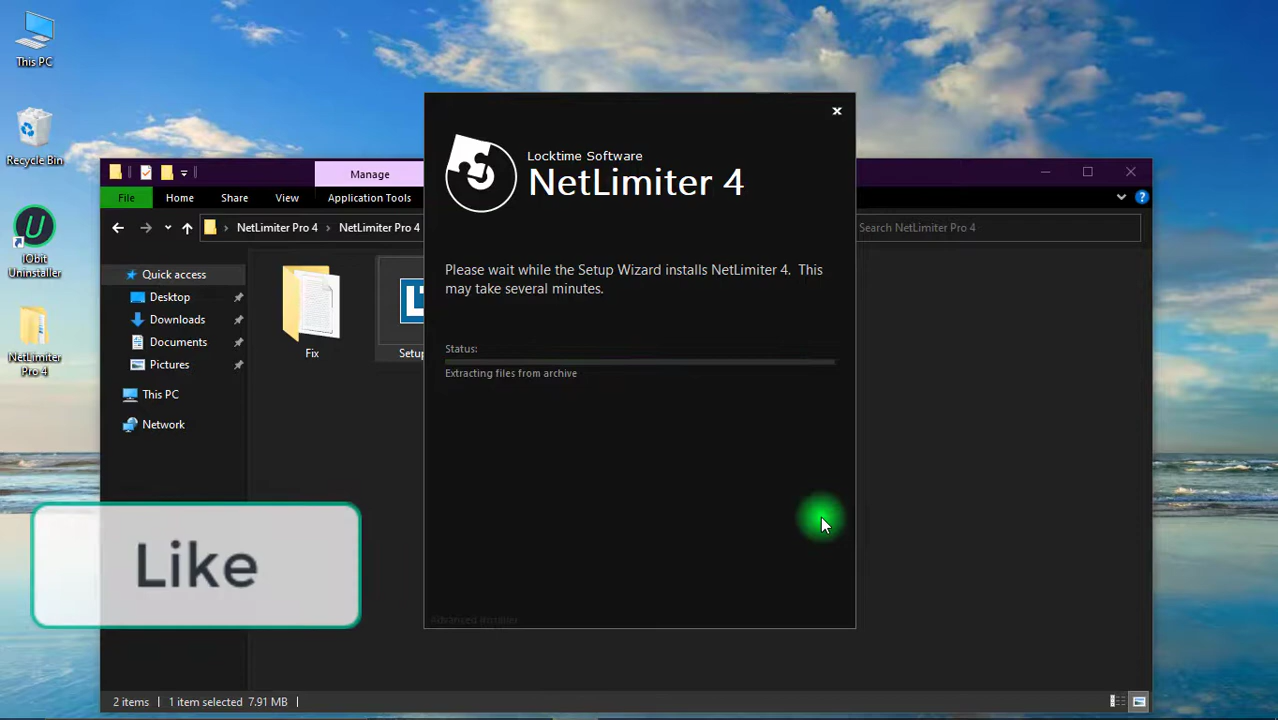 This PC
Recycle Bin
IObit
Uninstaller
NetLimiter
Pro 4
Manage
File
Home
Share
View
Application Tools
NetLimiter Pro 4
NetLimiter Pro 4
Search NetLimiter Pro 4
Quick access
Desktop
Downloads
Documents
Pictures
This PC
Network
Fix
Setup
2 items
1 item selected
7.91 MB
Locktime Software
NetLimiter 4
Please wait while the Setup Wizard installs NetLimiter 4. This
may take several minutes.
Status:
Extracting files from archive
Advanced Installer
Like